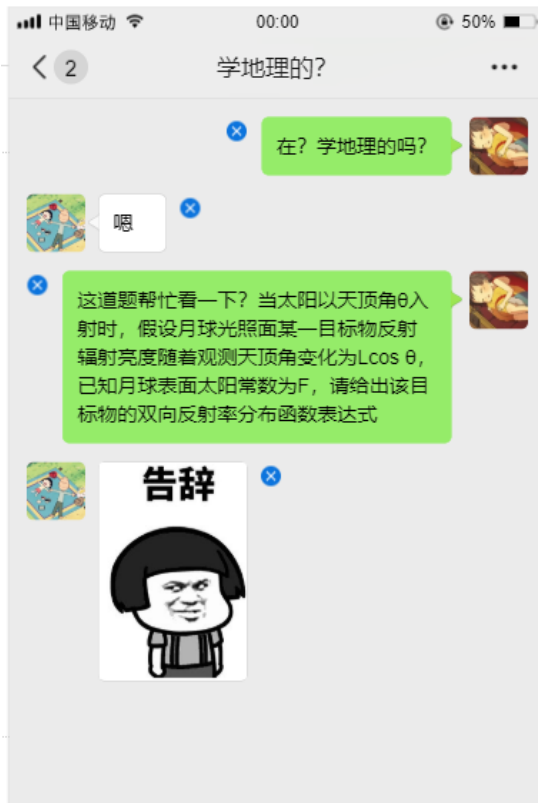 中国移动 00:00 50%
2 学地理的?
在? 学地理的吗?
嗯
这道题帮忙看一下? 当太阳以天顶角θ入
射时, 假设月球光照面某一目标物反射
辐射亮度随着观测天顶角变化为Lcos θ,
已知月球表面太阳常数为F, 请给出该目
标物的双向反射率分布函数表达式
告辞